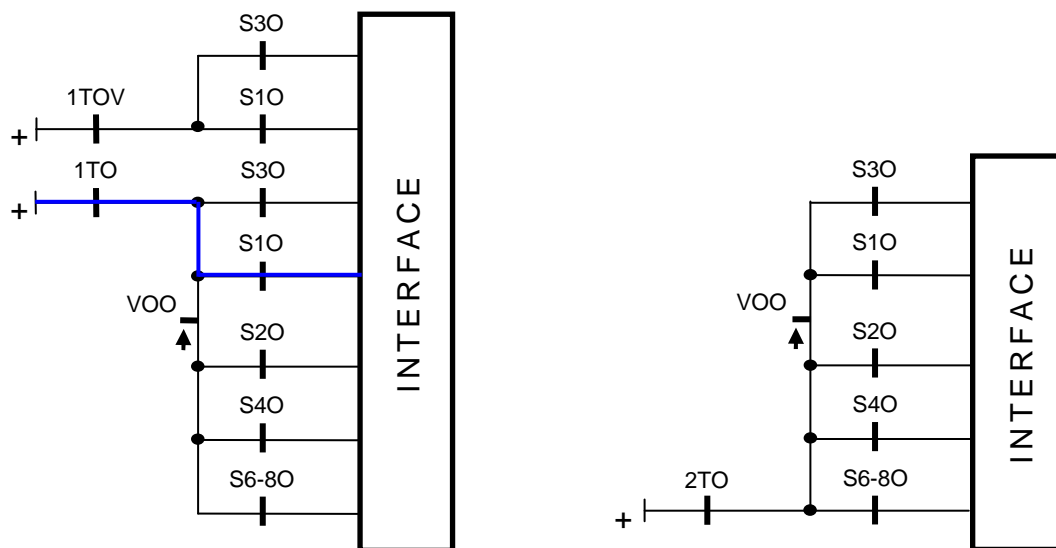 S3O
1TOV
S1O
+
1TO
S3O
+
S1O
VOO
S2O
S4O
S6-8O
INTERFACE
S3O
S1O
VOO
S2O
S4O
2TO
S6-8O
+
INTERFACE